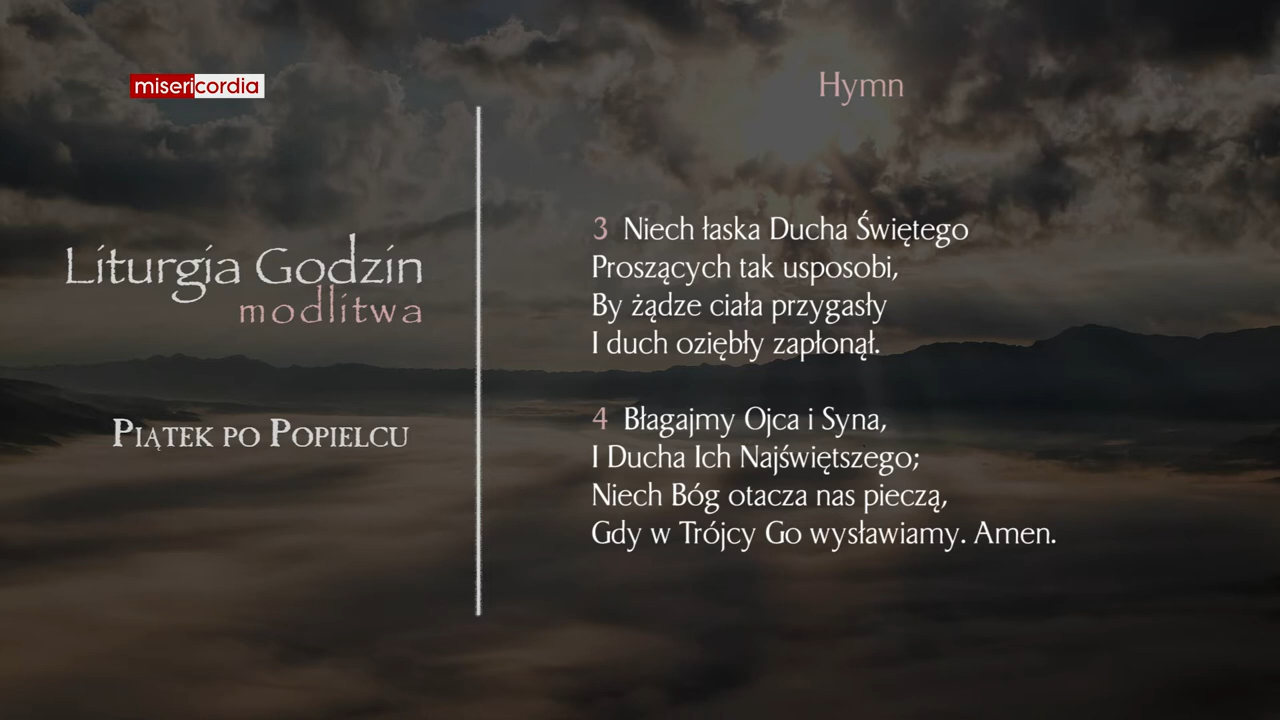 misericordia
Liturgia Godzin
modlitwa
Piątek po Popielcu
Hymn
3 Niech łaska Ducha Świętego
Proszących tak usposobi,
By żądze ciała przygasły
I duch oziębły zapłonął.
4 Błagajmy Ojca i Syna,
I Ducha Ich Najświętszego;
Niech Bóg otacza nas pieczą,
Gdy w Trójcy Go wysławiamy. Amen.